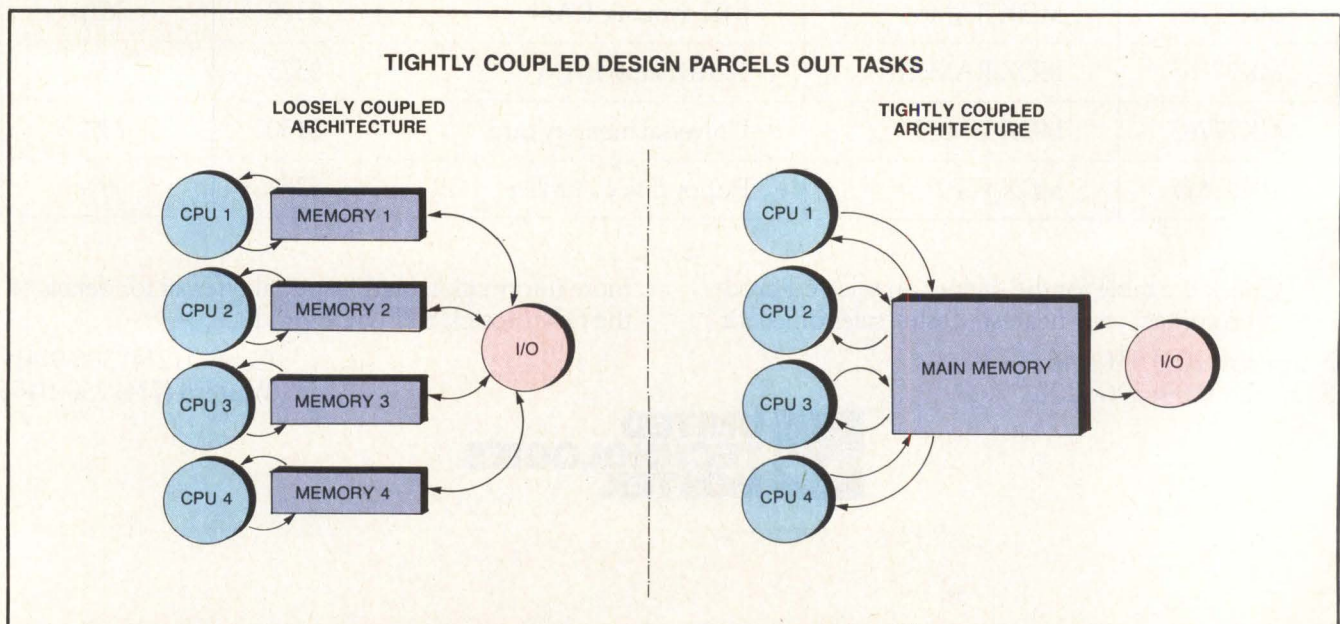 TIGHTLY COUPLED DESIGN PARCELS OUT TASKS
LOOSELY COUPLED
ARCHITECTURE
CPU 1
MEMORY 1
CPU 2
MEMORY 2
CPU 3
MEMORY 3
CPU 4
MEMORY 4
I/O
TIGHTLY COUPLED
ARCHITECTURE
CPU 1
CPU 2
CPU 3
CPU 4
MAIN MEMORY
I/O